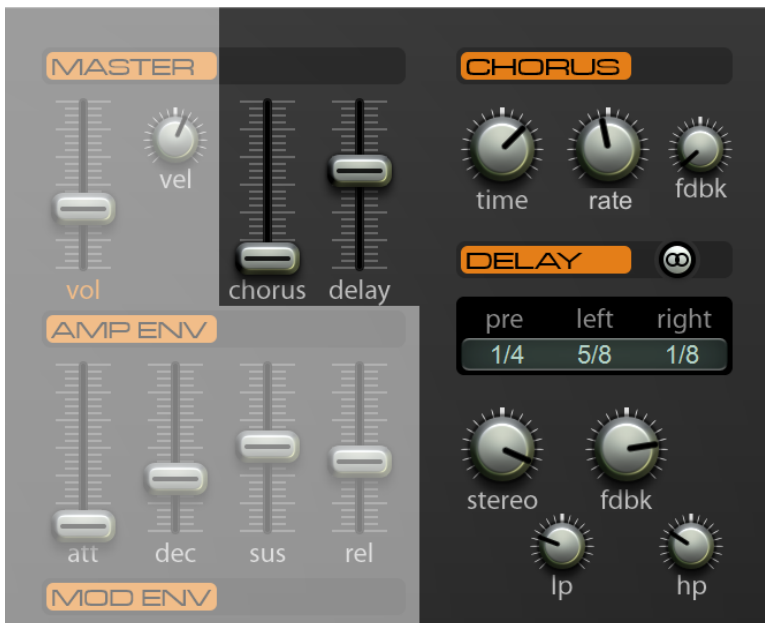 MASTER
vel
vol
chorus delay
AMP ENV
att dec sus rel
MOD ENV
CHORUS
time rate fdbk
DELAY
pre left right
1/4 5/8 1/8
stereo fdbk
lp hp